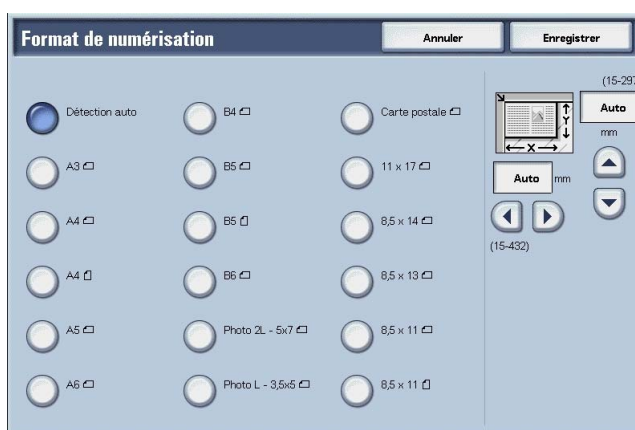 Format de numérisation
Annuler
Enregistrer
Détection auto
A3
A4
A4
A5
A6
B4
B5
B5
B6
Photo 2L - 5x7
Photo L - 3,5x5
Carte postale
11 x 17
8,5 x 14
8,5 x 13
8,5 x 11
8,5 x 11
(15-297
Auto
mm
Y
X
Auto mm
(15-432)